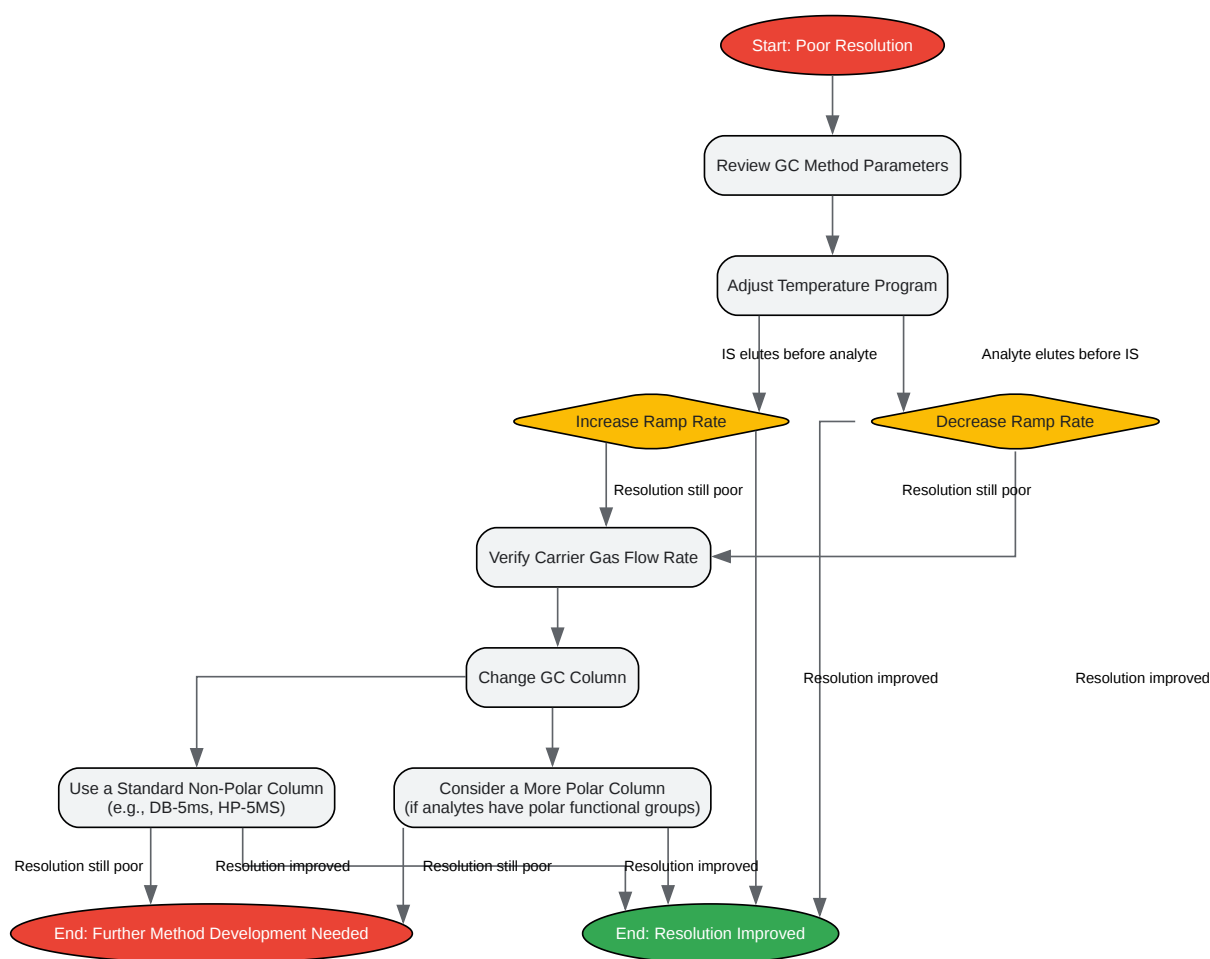 Start: Poor Resolution
Review GC Method Parameters
Adjust Temperature Program
IS elutes before analyte
Analyte elutes before IS
Increase Ramp Rate
Decrease Ramp Rate
Resolution still poor
Resolution still poor
Verify Carrier Gas Flow Rate
Change GC Column
Resolution improved
Resolution improved
Use a Standard Non-Polar Column
(e.g., DB-5ms, HP-5MS)
Consider a More Polar Column
(if analytes have polar functional groups)
Resolution still poor
Resolution improved
Resolution still poor
Resolution improved
End: Further Method Development Needed
End: Resolution Improved